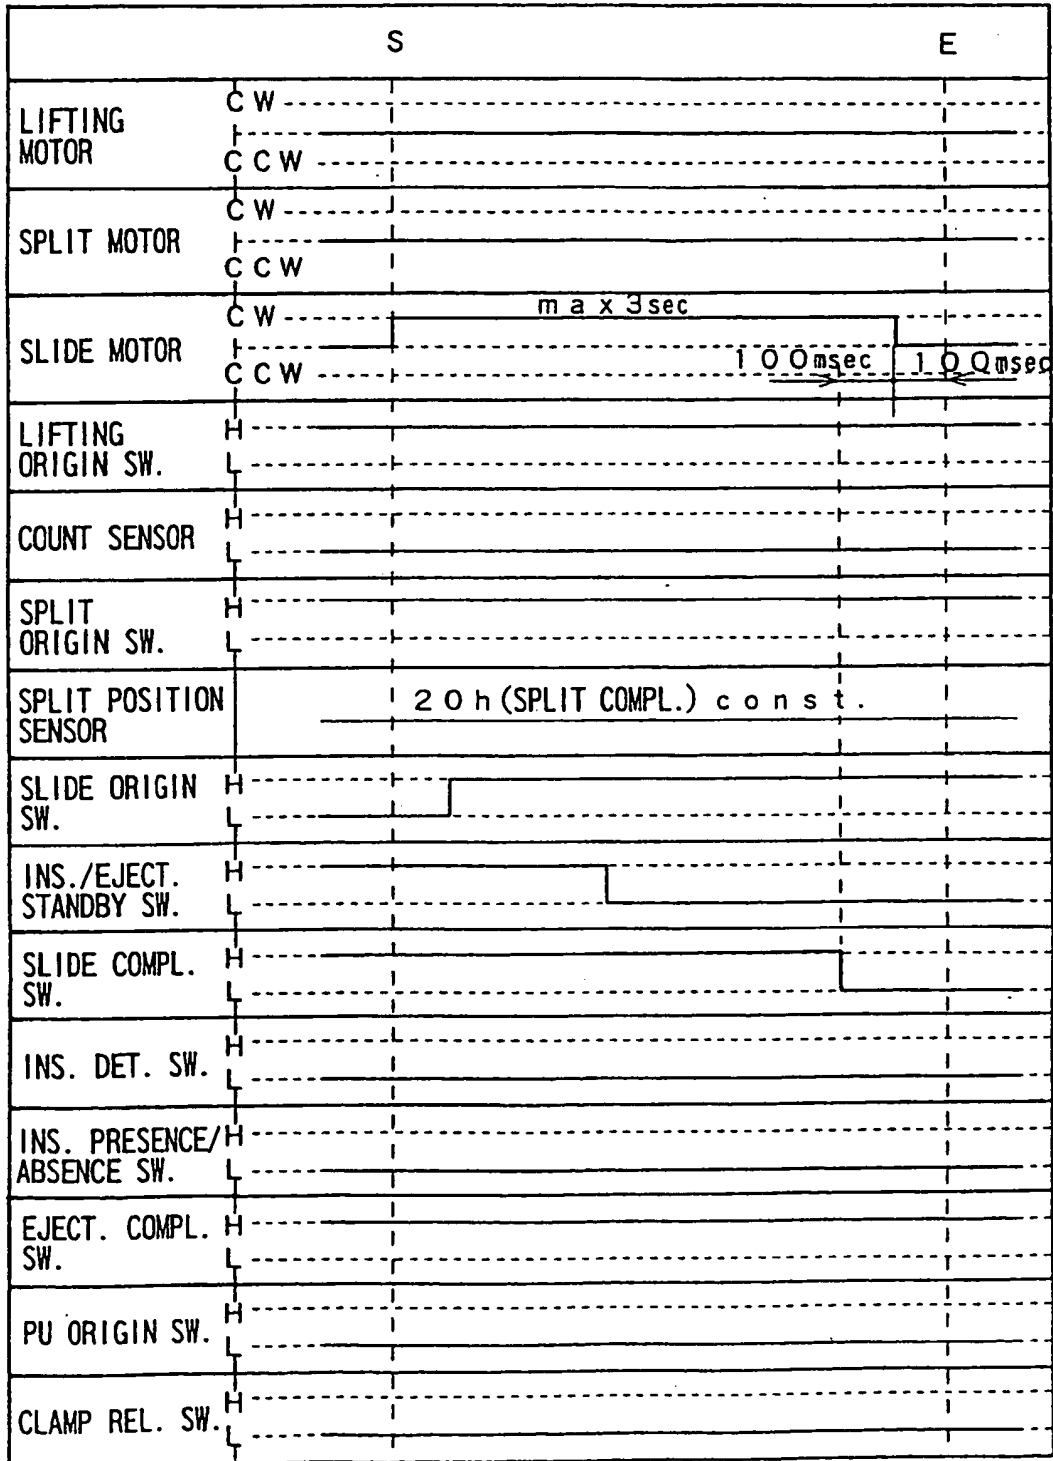 S E
LIFTING MOTOR CW CCW
SPLIT MOTOR CW CCW
SLIDE MOTOR CW CCW max 3sec 100msec 100msec
LIFTING ORIGIN SW. H L
COUNT SENSOR H L
SPLIT ORIGIN SW. H L
SPLIT POSITION SENSOR 20h (SPLIT COMPL.) const.
SLIDE ORIGIN SW. H L
INS./EJECT. STANDBY SW. H L
SLIDE COMPL. SW. H L
INS. DET. SW. H L
INS. PRESENCE/ ABSENCE SW. H L
EJECT. COMPL. SW. H L
PU ORIGIN SW. H L
CLAMP REL. SW. H L